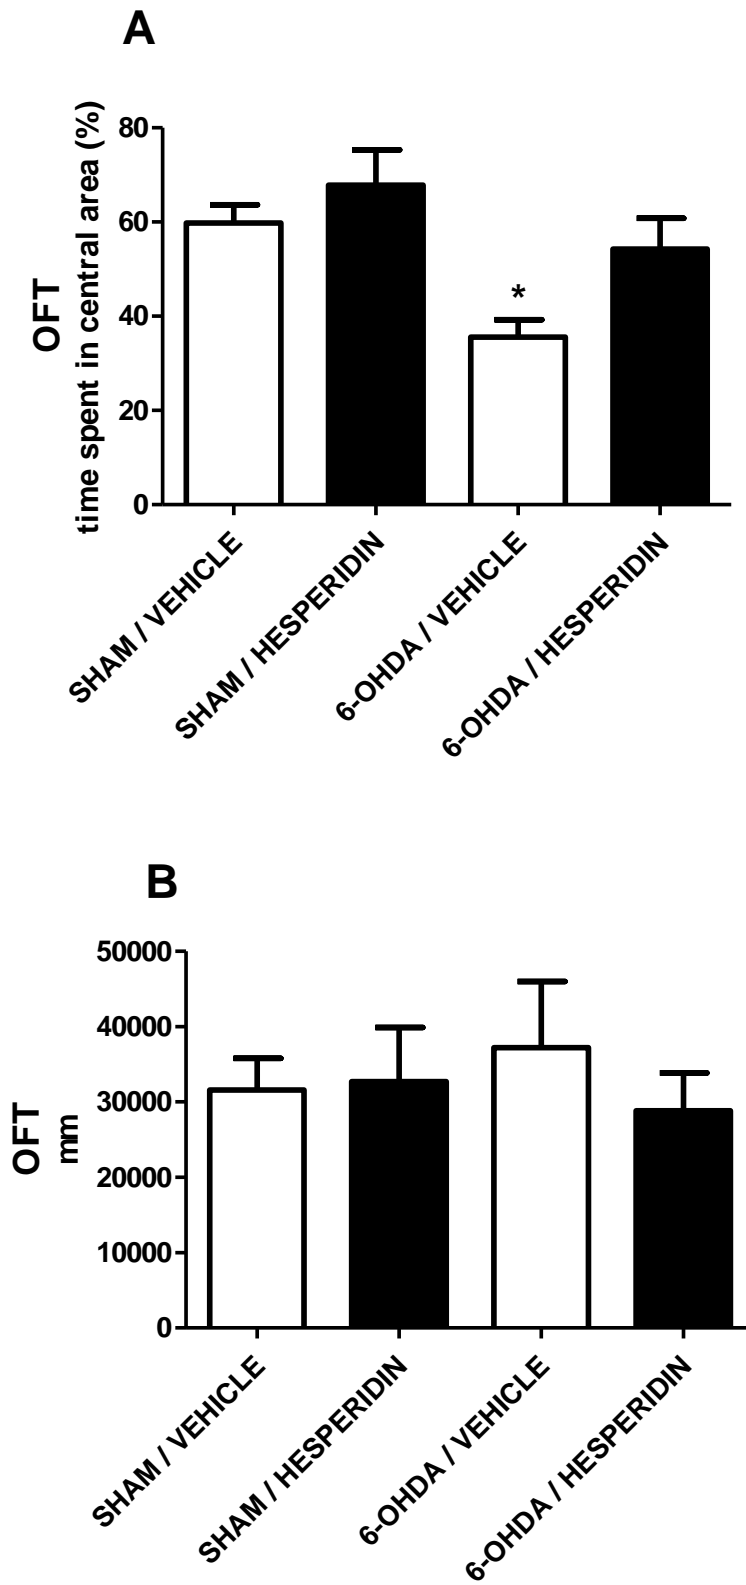 A
OFT
time spent in central area (%)
80
60
40
20
0
*
SHAM / VEHICLE
SHAM / HESPERIDIN
6-OHDA / VEHICLE
6-OHDA / HESPERIDIN
B
OFT
mm
50000
40000
30000
20000
10000
0
SHAM / VEHICLE
SHAM / HESPERIDIN
6-OHDA / VEHICLE
6-OHDA / HESPERIDIN